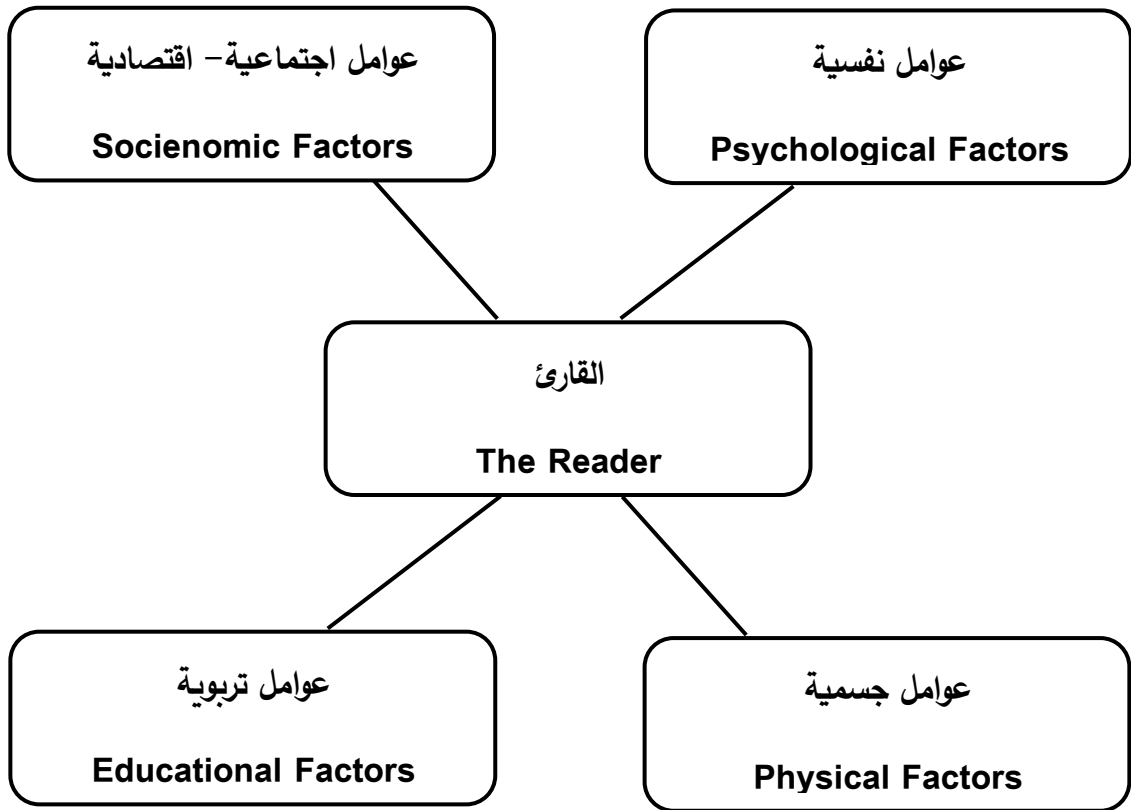 عوامل اجتماعية- اقتصادية
Socienomic Factors
عوامل نفسية
Psychological Factors
القارئ
The Reader
عوامل تربوية
Educational Factors
عوامل جسمية
Physical Factors